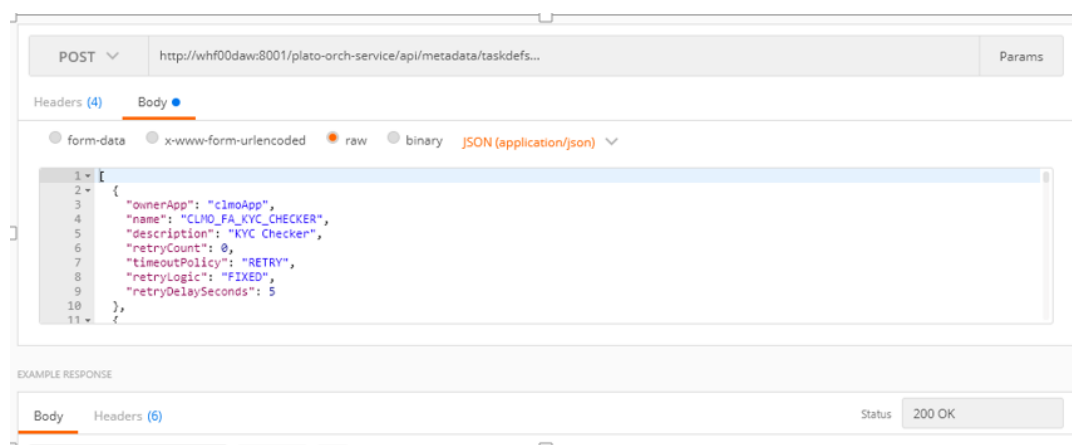 POST http://whf00daw:8001/plato-orch-service/api/metadata/taskdefs... Params
Headers (4) Body
form-data x-www-form-urlencoded raw binary JSON (application/json)
1 [
2 {
3 "ownerApp": "clmoApp",
4 "name": "CLMO_FA_KYC_CHECKER",
5 "description": "KYC Checker",
6 "retryCount": 0,
7 "timeoutPolicy": "RETRY",
8 "retryLogic": "FIXED",
9 "retryDelaySeconds": 5
10 },
11 {
EXAMPLE RESPONSE
Body Headers (6) Status 200 OK